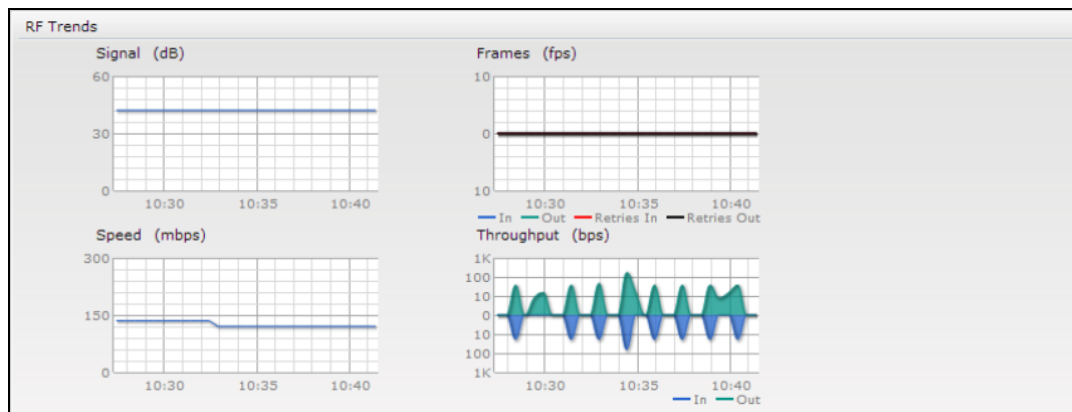 RF Trends
Signal (dB)
60
30
0
10:30 10:35 10:40
Frames (fps)
10
0
10
10:30 10:35 10:40
In Out Retries In Retries Out
Speed (mbps)
300
150
0
10:30 10:35 10:40
Throughput (bps)
1K
100
10
0
10
100
1K
10:30 10:35 10:40
In Out